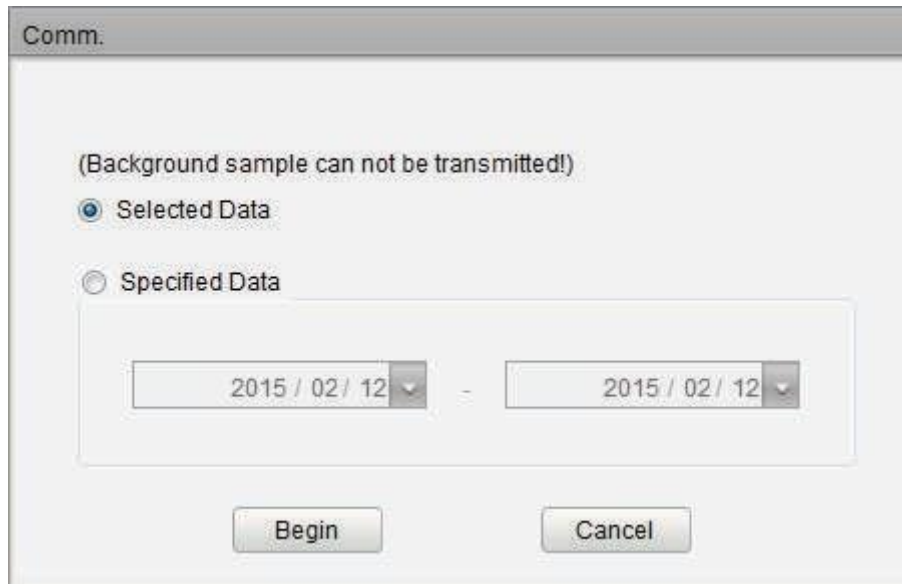 Comm.
(Background sample can not be transmitted!)
Selected Data
Specified Data
2015 / 02 / 12 - 2015 / 02 / 12
Begin Cancel